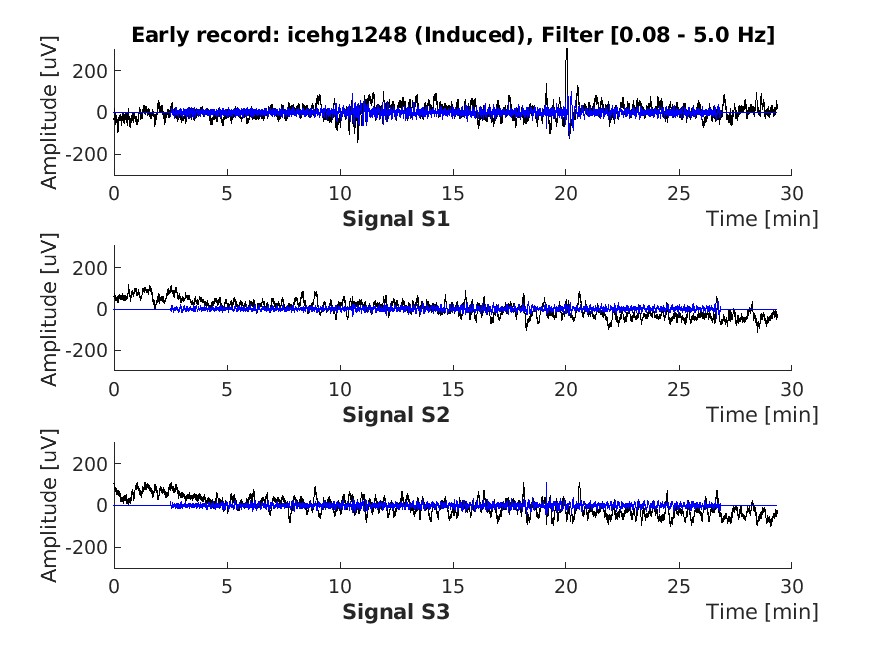 Early record: icehg1248 (Induced), Filter [0.08 - 5.0 Hz]
Amplitude [uV]
200
0
-200
0 5 10 15 20 25 30
Signal S1 Time [min]
Amplitude [uV]
200
0
-200
0 5 10 15 20 25 30
Signal S2 Time [min]
Amplitude [uV]
200
0
-200
0 5 10 15 20 25 30
Signal S3 Time [min]